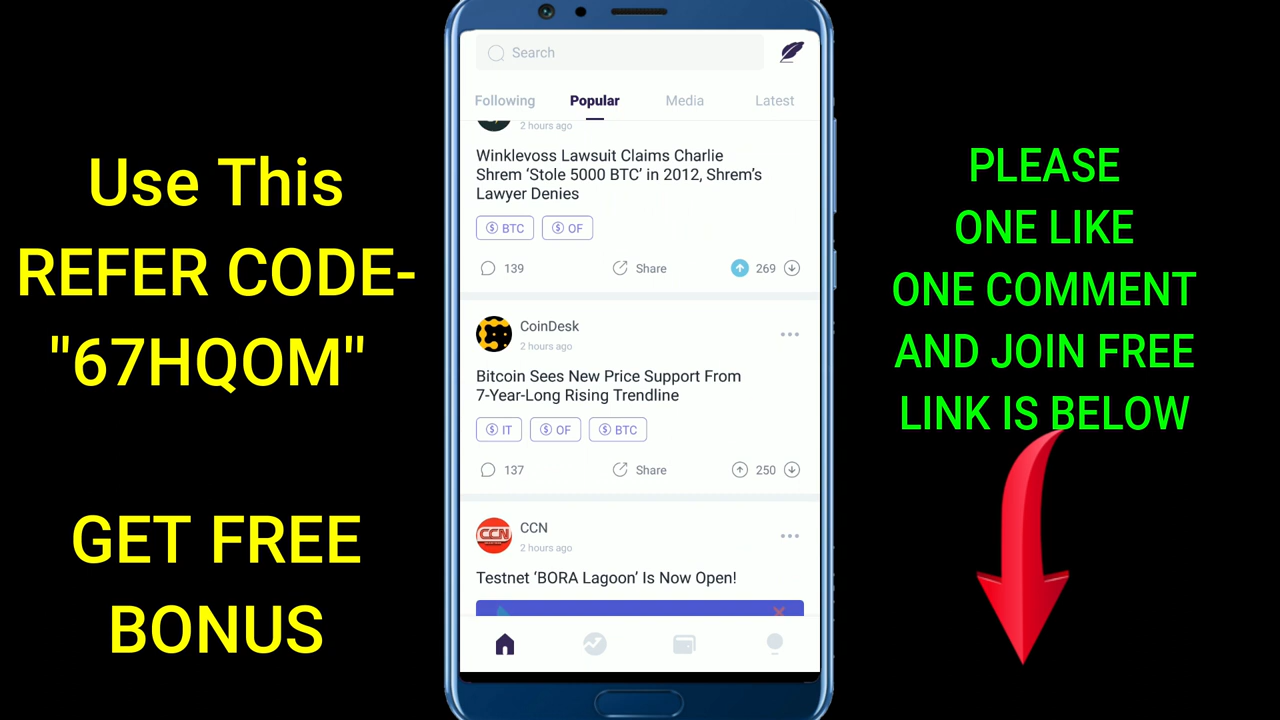 Use This
REFER CODE-
"67HQOM"
GET FREE
BONUS
Search
Following Popular Media Latest
2 hours ago
Winklevoss Lawsuit Claims Charlie
Shrem ‘Stole 5000 BTC’ in 2012, Shrem’s
Lawyer Denies
BTC OF
139 Share 269
CoinDesk
2 hours ago
Bitcoin Sees New Price Support From
7-Year-Long Rising Trendline
IT OF BTC
137 Share 250
CCN
CCN
2 hours ago
Testnet ‘BORA Lagoon’ Is Now Open!
PLEASE
ONE LIKE
ONE COMMENT
AND JOIN FREE
LINK IS BELOW